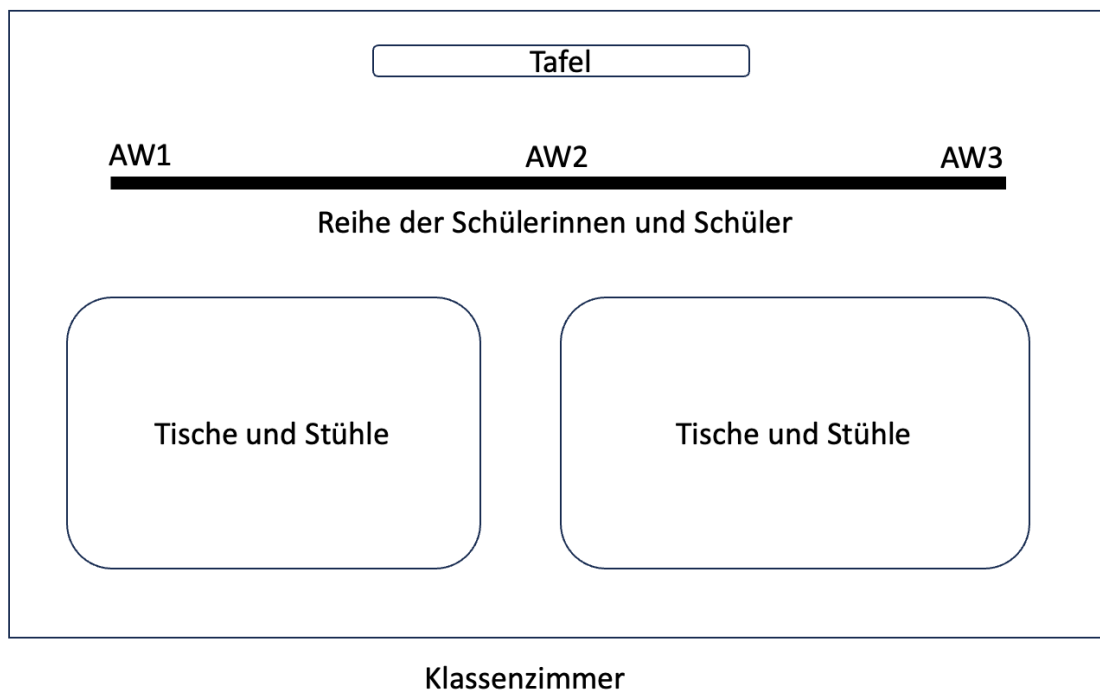 Tafel
AW1 AW2 AW3
Reihe der Schülerinnen und Schüler
Tische und Stühle Tische und Stühle
Klassenzimmer